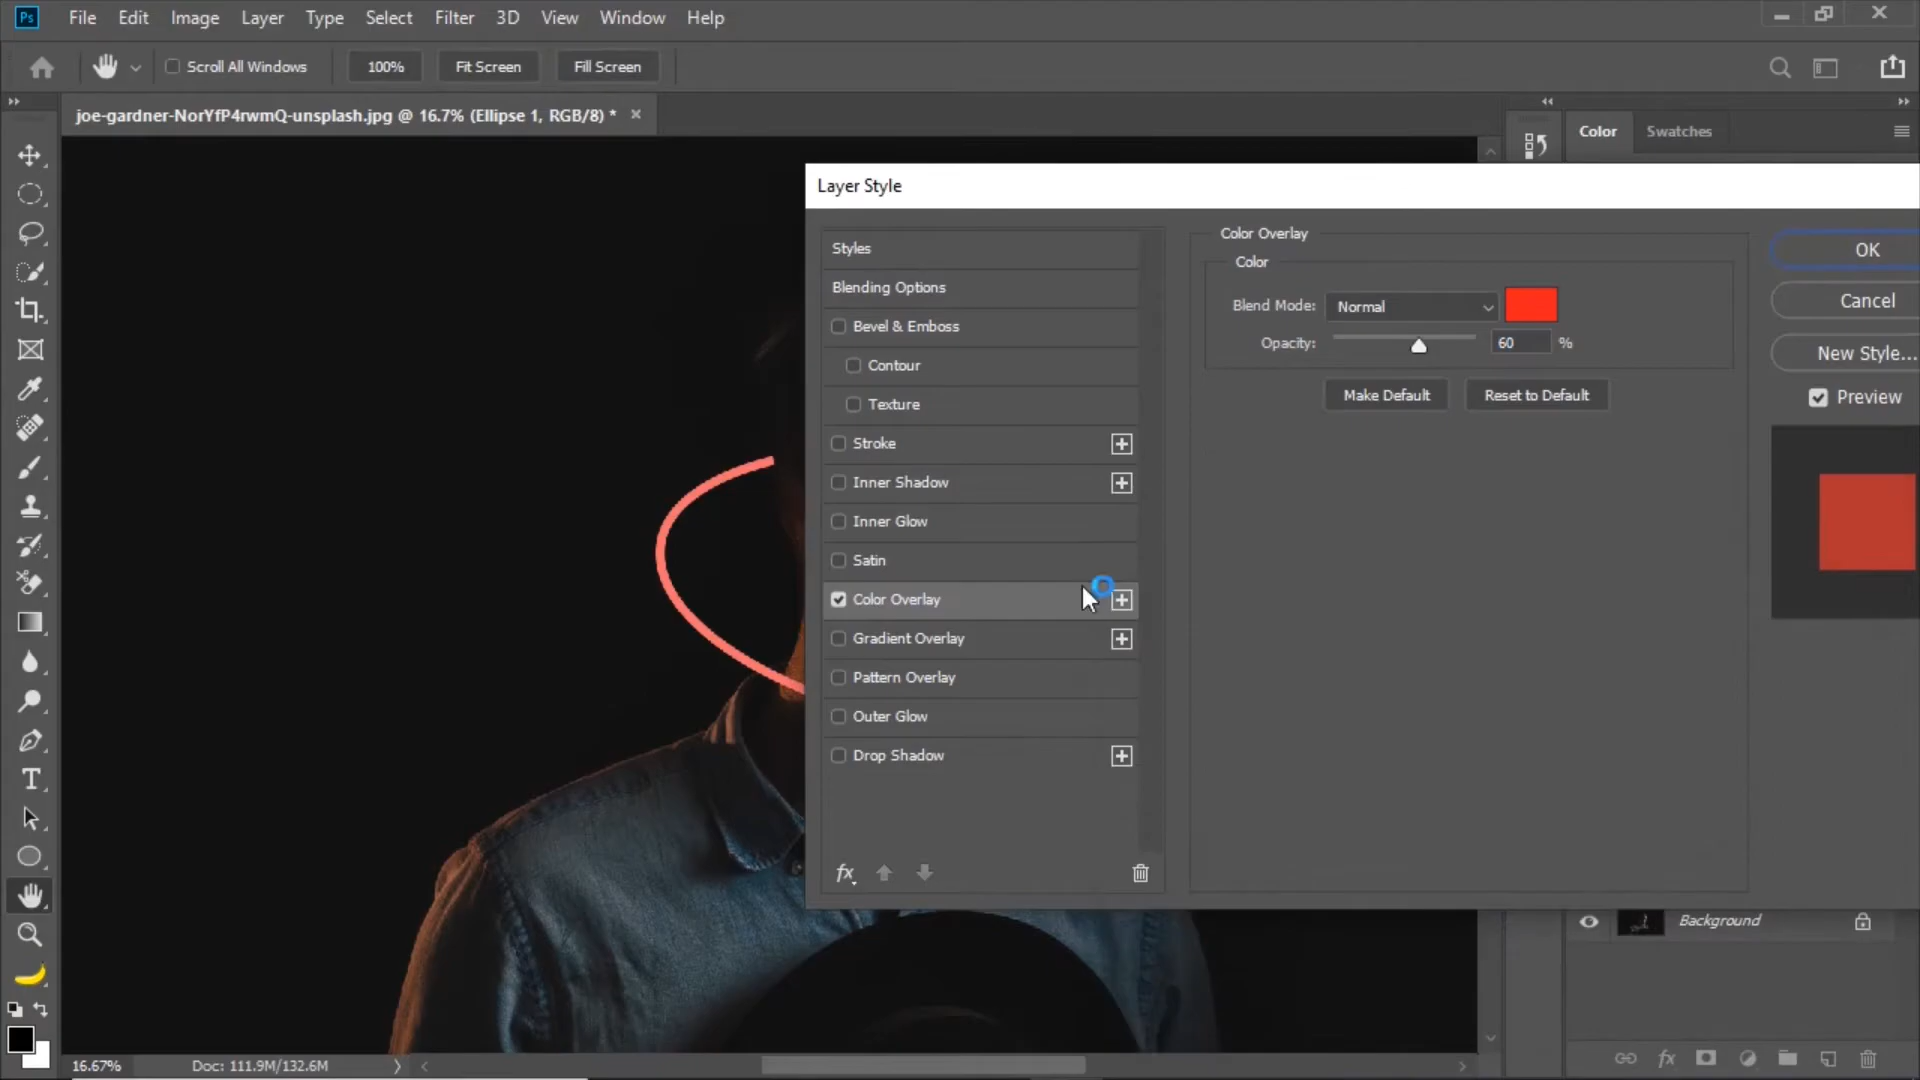 Ps File Edit Image Layer Type Select Filter 3D View Window Help
Scroll All Windows 100% Fit Screen Fill Screen
joe-gardner-NorYfP4rwmQ-unsplash.jpg @ 16.7% (Ellipse 1, RGB/8) * ×
Color Swatches
Layer Style
Styles
Blending Options
Bevel & Emboss
Contour
Texture
Stroke
Inner Shadow
Inner Glow
Satin
Color Overlay
Gradient Overlay
Pattern Overlay
Outer Glow
Drop Shadow
fx
Color Overlay
Color
Blend Mode: Normal
Opacity: 60 %
Make Default Reset to Default
OK
Cancel
New Style...
Preview
Background
T
16.67% Doc: 111.9M/132.6M
fx